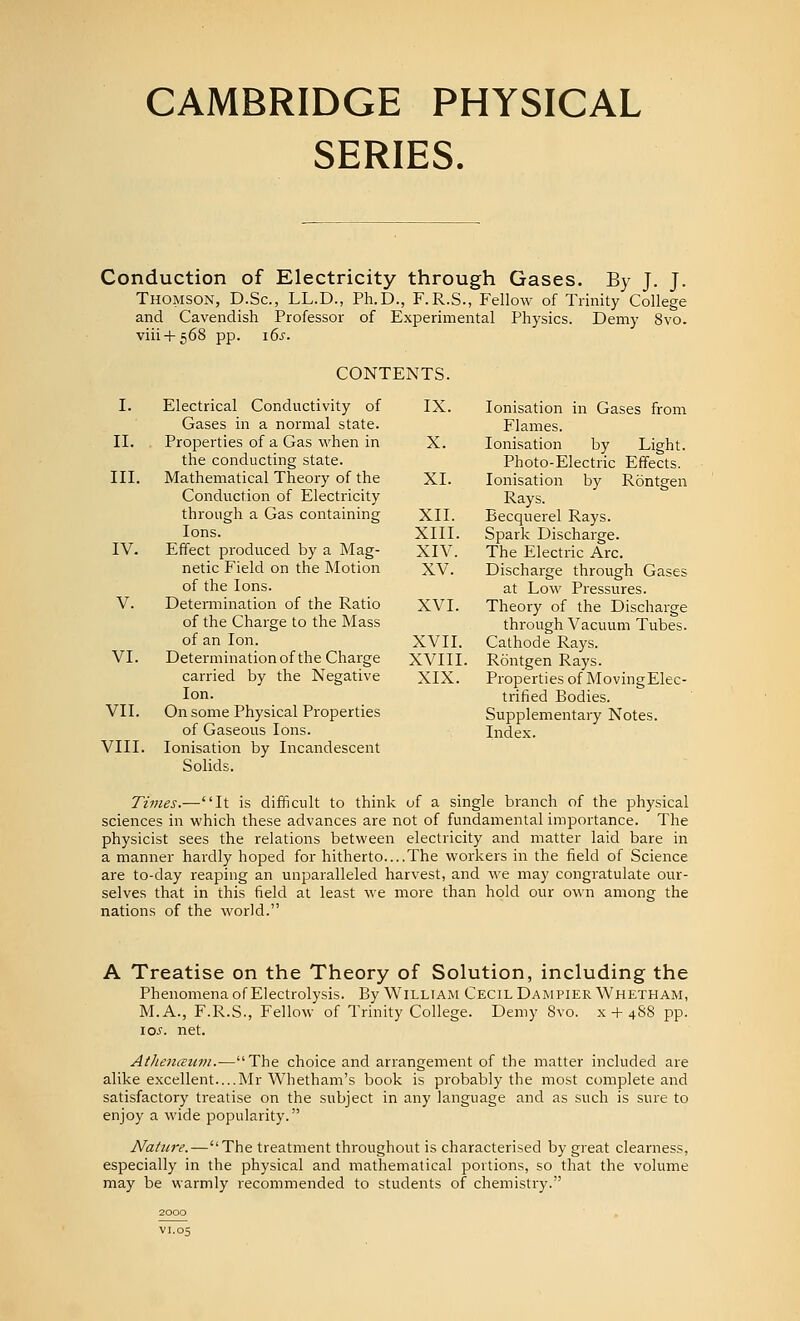 CAMBRIDGE PHYSICAL
SERIES.
Conduction of Electricity through Gases. By J. J.
THOMSON, D.Sc., LL.D., Ph.D., F.R.S., Fellow of Trinity College
and Cavendish Professor of Experimental Physics. Demy 8vo.
viii + 568 pp. 16s.
CONTENTS.
I. Electrical Conductivity of
Gases in a normal state.
II. Properties of a Gas when in
the conducting state.
III. Mathematical Theory of the
Conduction of Electricity
through a Gas containing
Ions.
IV. Effect produced by a Mag-
netic Field on the Motion
of the Ions.
V. Determination of the Ratio
of the Charge to the Mass
of an Ion.
VI. Determination of the Charge
carried by the Negative
Ion.
VII. On some Physical Properties
of Gaseous Ions.
VIII. Ionisation by Incandescent
Solids.
IX. Ionisation in Gases from
Flames.
X. Ionisation by Light.
Photo-Electric Effects.
XI. Ionisation by Röntgen
Rays.
XII. Becquerel Rays.
XIII. Spark Discharge.
XIV. The Electric Arc.
XV. Discharge through Gases
at Low Pressures.
XVI. Theory of the Discharge
through Vacuum Tubes.
XVII. Cathode Rays.
XVIII. Röntgen Rays.
XIX. Properties of Moving Elec-
trified Bodies.
Supplementary Notes.
Index.
Times.—"It is difficult to think of a single branch of the physical
sciences in which these advances are not of fundamental importance. The
physicist sees the relations between electricity and matter laid bare in
a manner hardly hoped for hitherto....The workers in the field of Science
are to-day reaping an unparalleled harvest, and we may congratulate our-
selves that in this field at least we more than hold our own among the
nations of the world."
A Treatise on the Theory of Solution, including the
Phenomena of Electrolysis. By WILLIAM CECIL DAMPIER WHETHAM,
M.A., F.R.S., Fellow of Trinity College. Demy 8vo. x + 488 pp.
10s. net.
Athenæum.—"The choice and arrangement of the matter included are
alike excellent....Mr Whetham's book is probably the most complete and
satisfactory treatise on the subject in any language and as such is sure to
enjoy a wide popularity."
Nature.—"The treatment throughout is characterised by great clearness,
especially in the physical and mathematical portions, so that the volume
may be warmly recommended to students of chemistry."
2000
VI.05